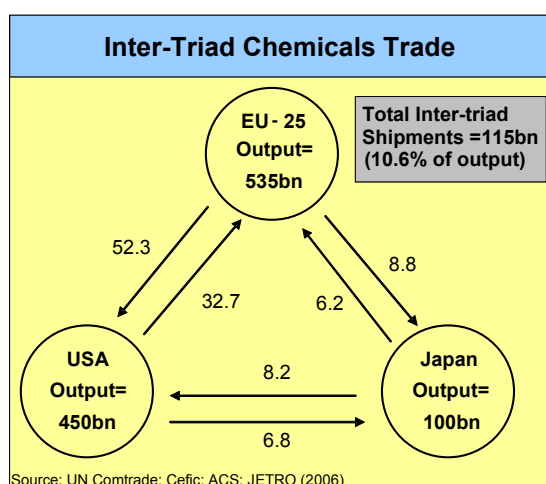 Inter-Triad Chemicals Trade
EU - 25
Output=
535bn
Total Inter-triad
Shipments =115bn
(10.6% of output)
52.3
32.7
8.8
6.2
USA
Output=
450bn
8.2
6.8
Japan
Output=
100bn
Source: UN Comtrade; Cefic; ACS; JETRO (2006)